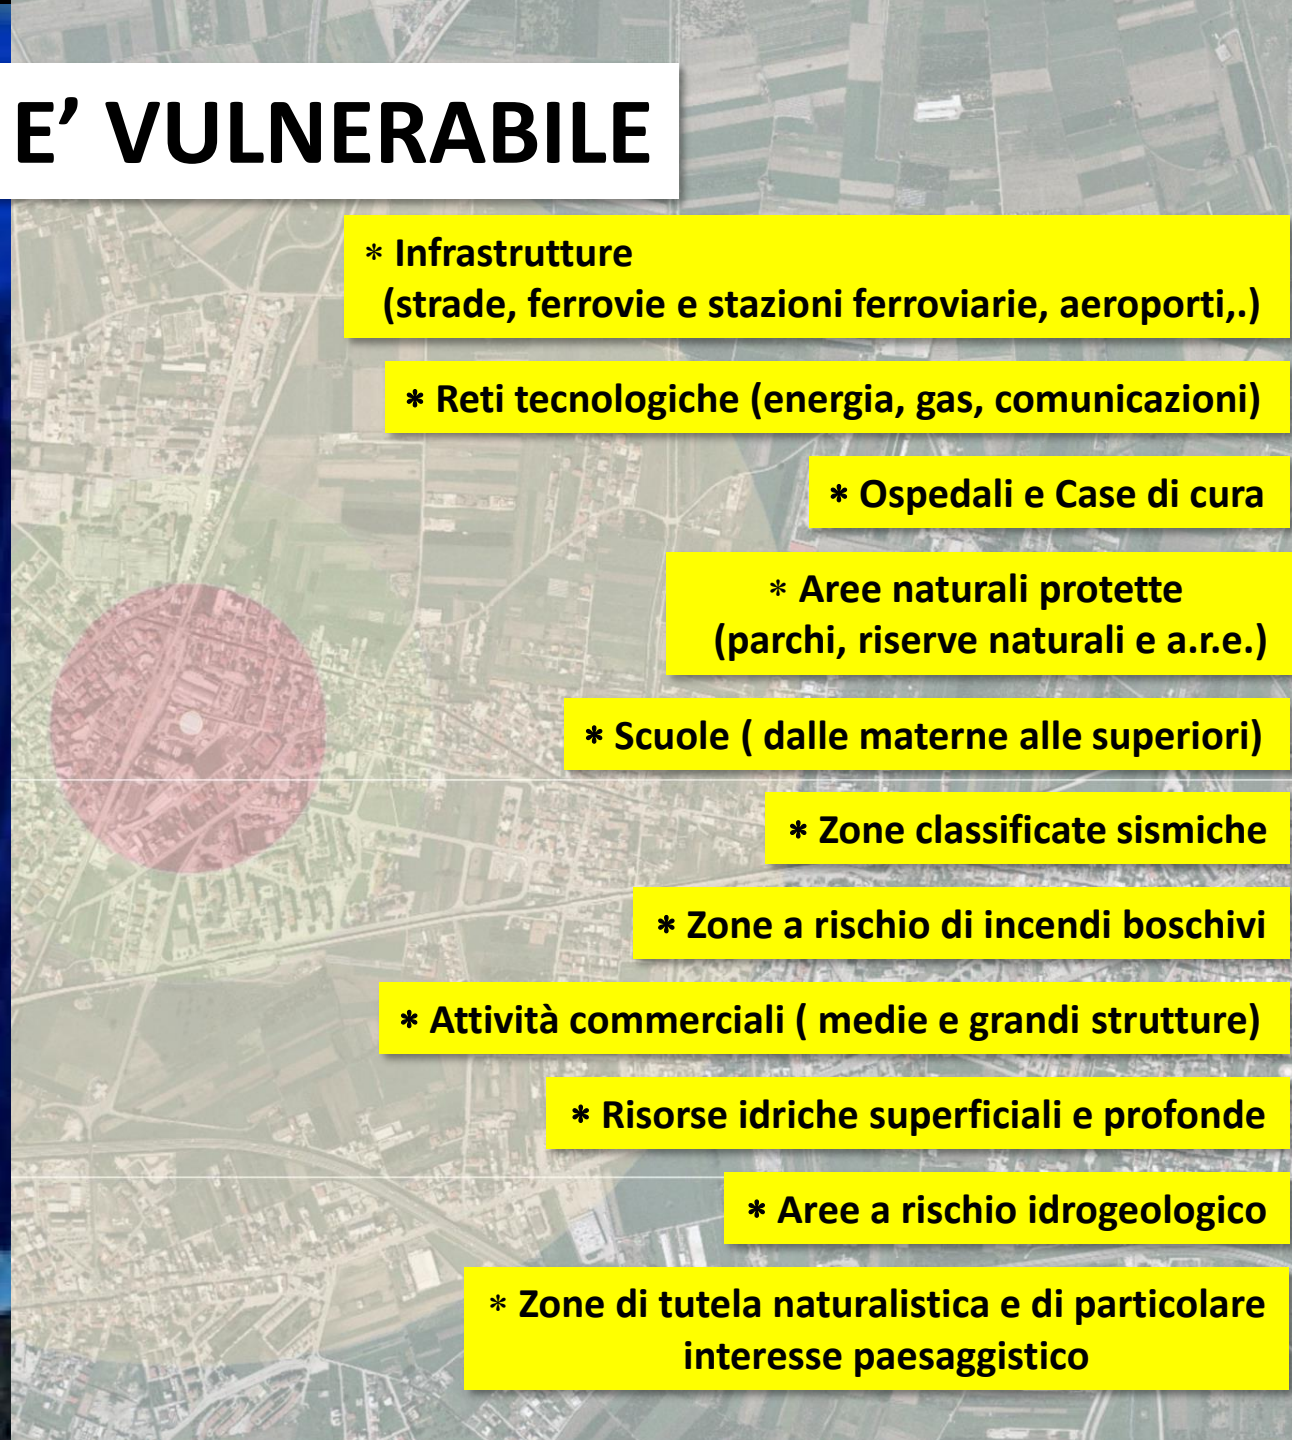 E’ VULNERABILE
* Infrastrutture
(strade, ferrovie e stazioni ferroviarie, aeroporti,.)
* Reti tecnologiche (energia, gas, comunicazioni)
* Ospedali e Case di cura
* Aree naturali protette
(parchi, riserve naturali e a.r.e.)
* Scuole ( dalle materne alle superiori)
* Zone classificate sismiche
* Zone a rischio di incendi boschivi
* Attività commerciali ( medie e grandi strutture)
* Risorse idriche superficiali e profonde
* Aree a rischio idrogeologico
* Zone di tutela naturalistica e di particolare
interesse paesaggistico